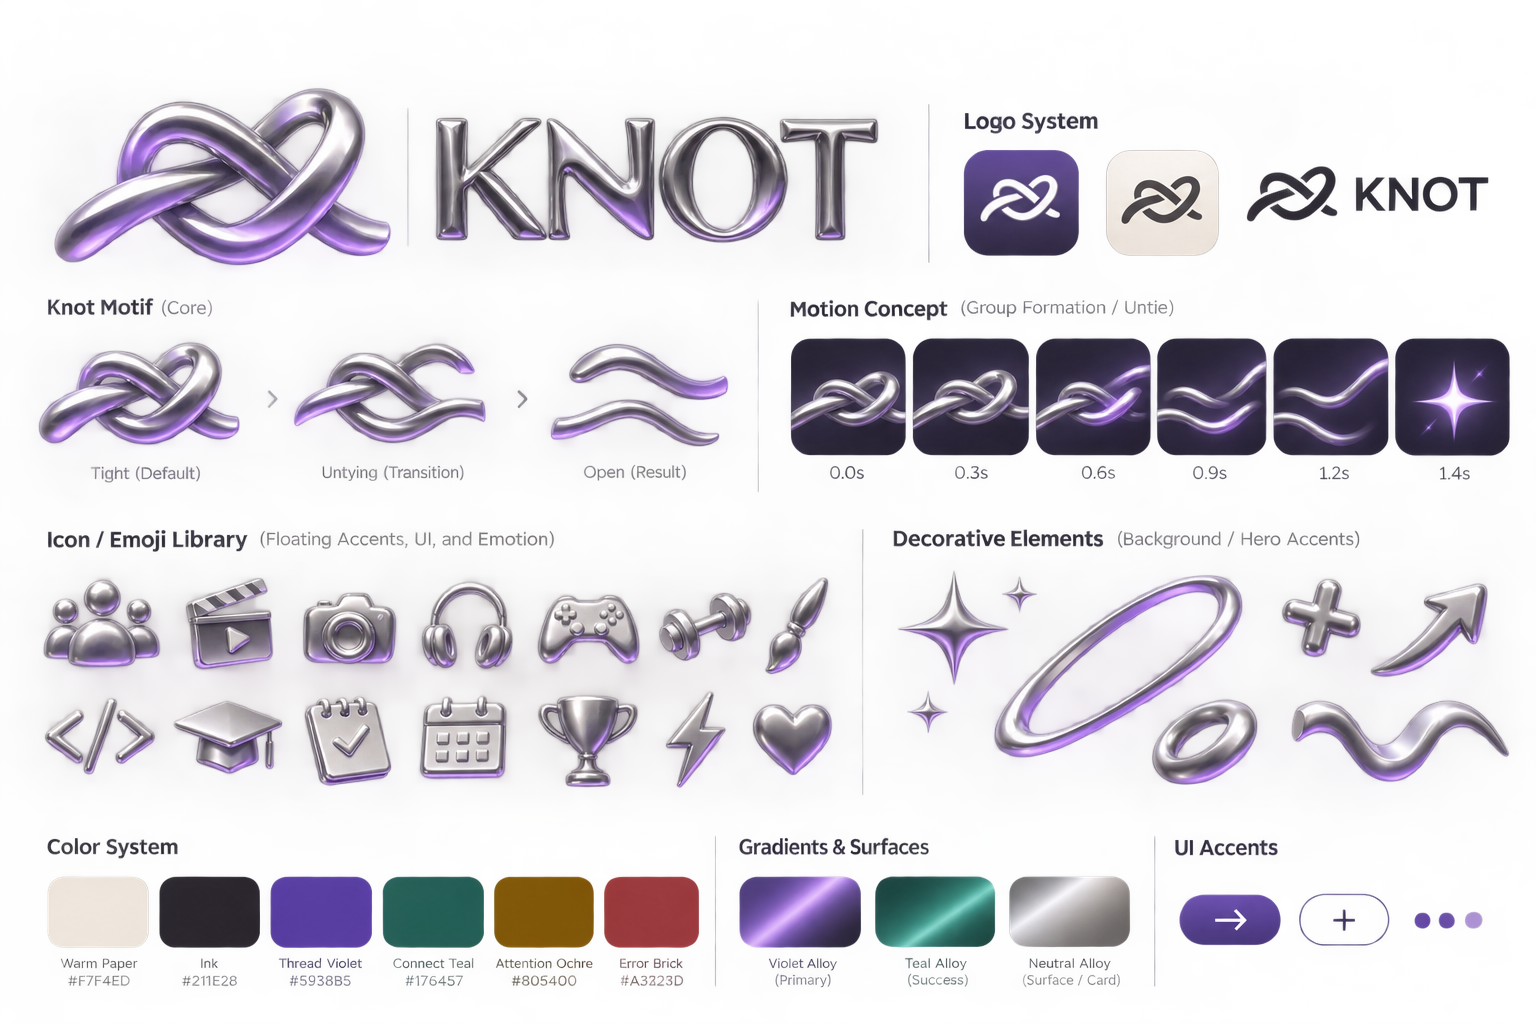 KNOT
Logo System
KNOT
Knot Motif (Core)
Tight (Default)
Untying (Transition)
Open (Result)
Motion Concept (Group Formation / Untie)
0.0s
0.3s
0.6s
0.9s
1.2s
1.4s
Icon / Emoji Library (Floating Accents, UI, and Emotion)
Decorative Elements (Background / Hero Accents)
Color System
Warm Paper
#F7F4ED
Ink
#211E28
Thread Violet
#5938B5
Connect Teal
#176457
Attention Ochre
#805400
Error Brick
#A3323D
Gradients & Surfaces
Violet Alloy
(Primary)
Teal Alloy
(Success)
Neutral Alloy
(Surface / Card)
UI Accents